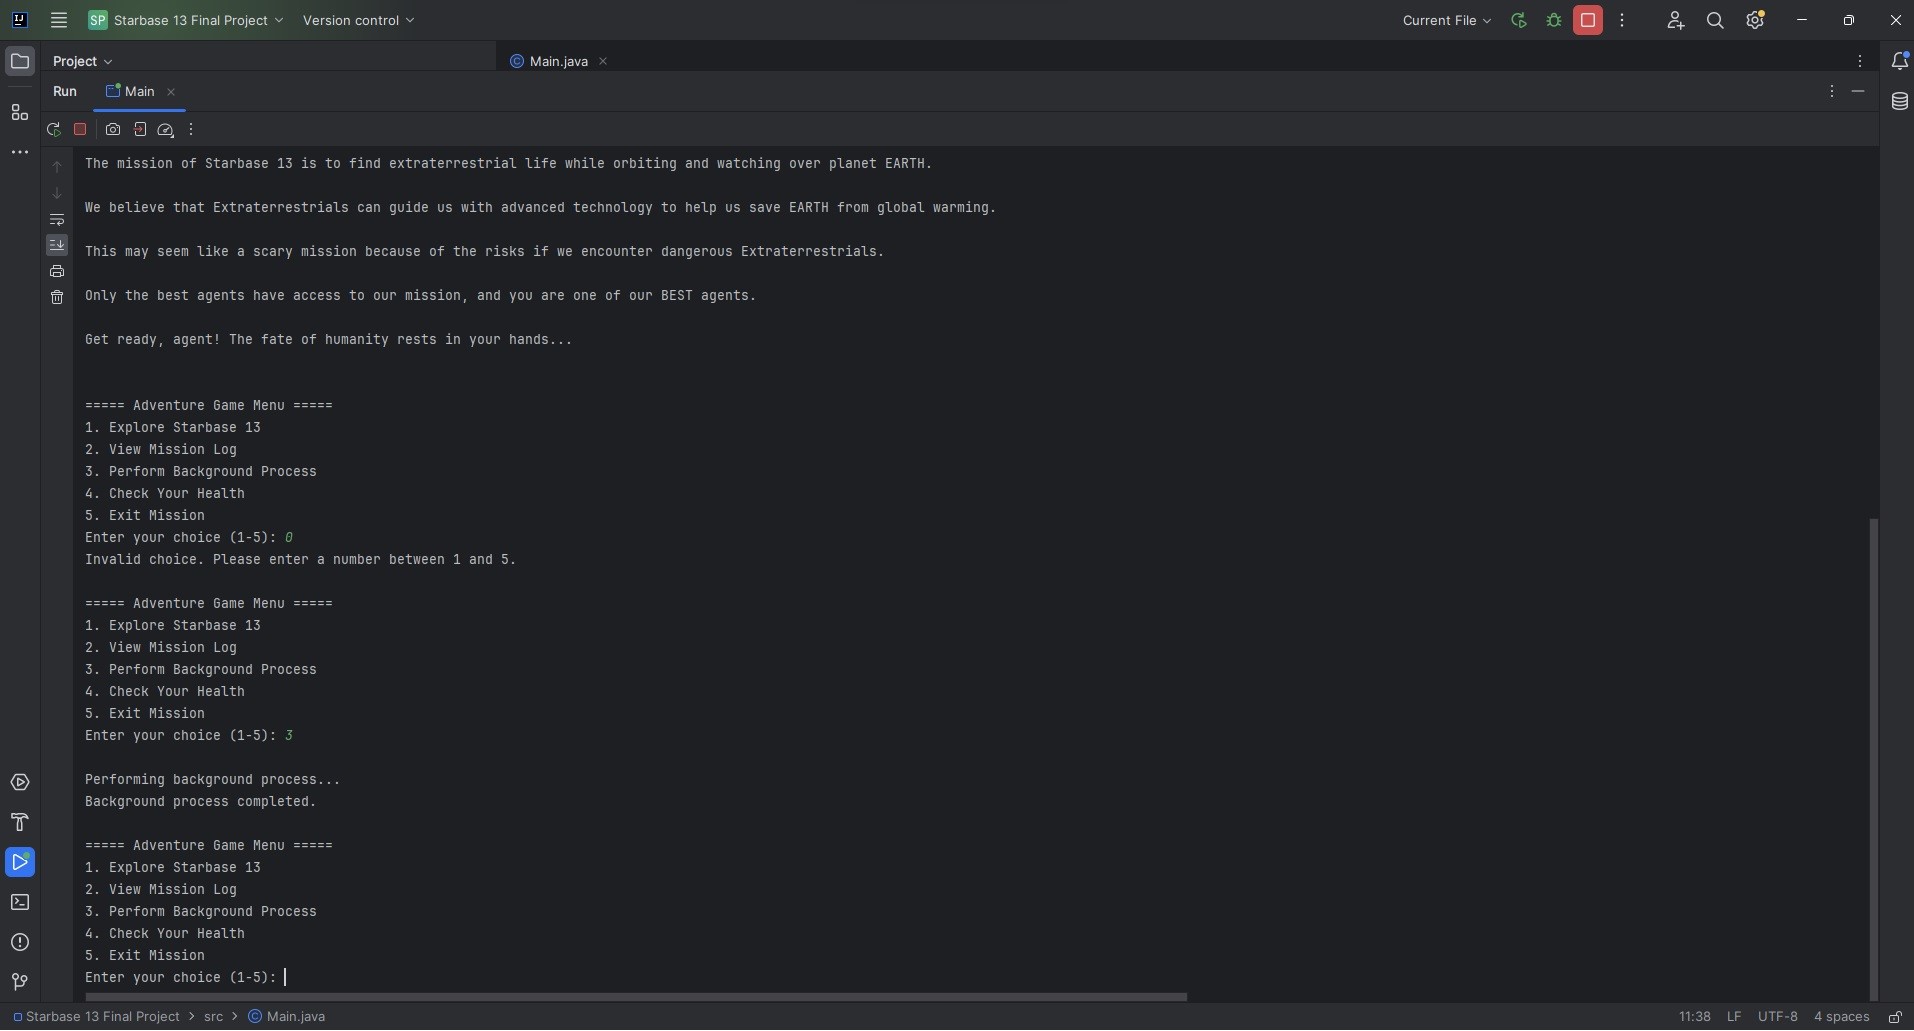 SP Starbase 13 Final Project Version control Current File
Project Main.java
Run Main
The mission of Starbase 13 is to find extraterrestrial life while orbiting and watching over planet EARTH.
We believe that Extraterrestrials can guide us with advanced technology to help us save EARTH from global warming.
This may seem like a scary mission because of the risks if we encounter dangerous Extraterrestrials.
Only the best agents have access to our mission, and you are one of our BEST agents.
Get ready, agent! The fate of humanity rests in your hands...
===== Adventure Game Menu =====
1. Explore Starbase 13
2. View Mission Log
3. Perform Background Process
4. Check Your Health
5. Exit Mission
Enter your choice (1-5): 0
Invalid choice. Please enter a number between 1 and 5.
===== Adventure Game Menu =====
1. Explore Starbase 13
2. View Mission Log
3. Perform Background Process
4. Check Your Health
5. Exit Mission
Enter your choice (1-5): 3
Performing background process...
Background process completed.
===== Adventure Game Menu =====
1. Explore Starbase 13
2. View Mission Log
3. Perform Background Process
4. Check Your Health
5. Exit Mission
Enter your choice (1-5):
Starbase 13 Final Project > src > Main.java 11:38 LF UTF-8 4 spaces